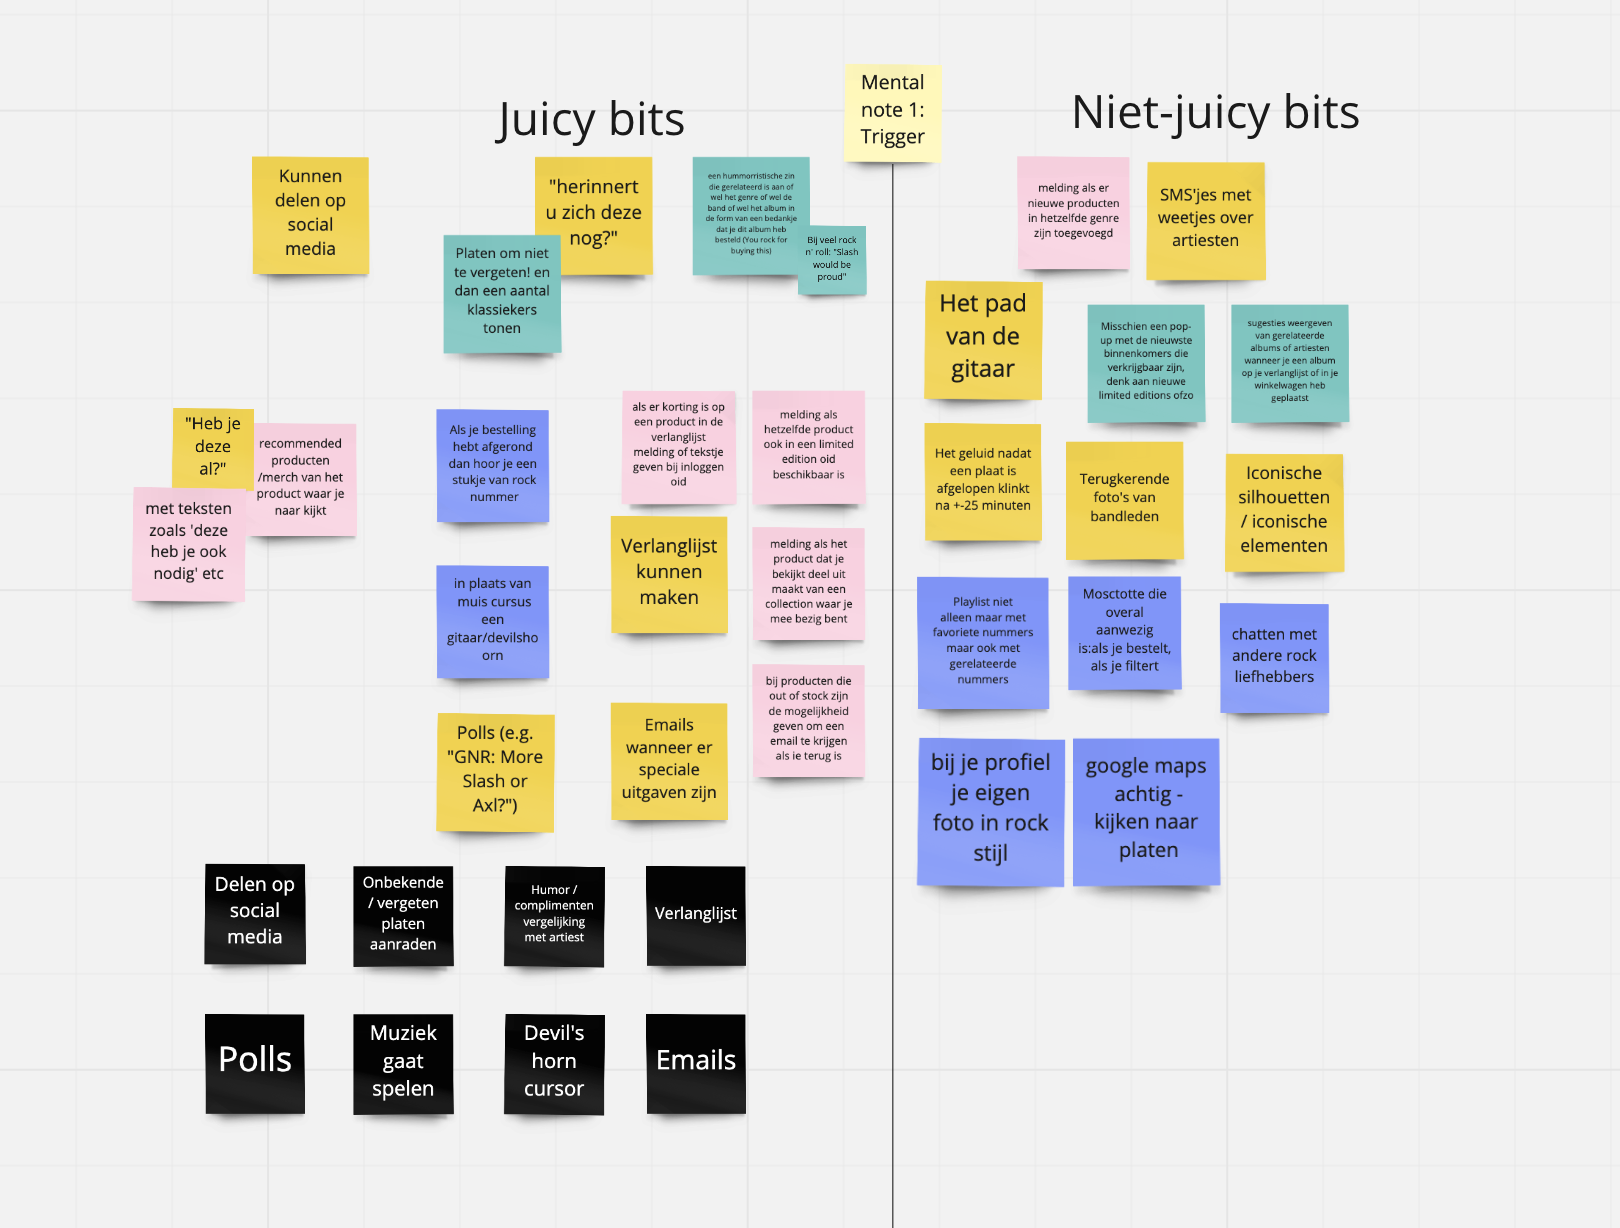 Mental
note 1:
Trigger
Juicy bits
Niet-juicy bits
Kunnen
delen op
social
media
"herinnert
u zich deze
nog?"
Platen om niet
te vergeten! en
dan een aantal
klassiekers
tonen
een hummorristische zin
die gerelateerd is aan of
wel het genre of wel de
band of wel het album in
de form van een bedankje
dat je dit album heb
besteld (You rock for
buying this)
Bij veel rock
n' roll: "Slash
would be
proud"
"Heb je
deze
al?"
recommended
producten
/merch van het
product waar je
naar kijkt
met teksten
zoals 'deze
heb je ook
nodig' etc
Als je bestelling
hebt afgerond
dan hoor je een
stukje van rock
nummer
in plaats van
muis cursus
een
gitaar/devilsho
orn
Polls (e.g.
"GNR: More
Slash or
Axl?")
als er korting is op
een product in de
verlanglijst
melding of tekstje
geven bij inloggen
oid
Verlanglijst
kunnen
maken
Emails
wanneer er
speciale
uitgaven zijn
melding als
hetzelfde product
ook in een limited
edition oid
beschikbaar is
melding als het
product dat je
bekijkt deel uit
maakt van een
collection waar je
mee bezig bent
bij producten die
out of stock zijn
de mogelijkheid
geven om een
email te krijgen
als ie terug is
Delen op
social
media
Onbekende
/ vergeten
platen
aanraden
Humor /
complimenten
vergelijking
met artiest
Verlanglijst
Polls
Muziek
gaat
spelen
Devil's
horn
cursor
Emails
melding als er
nieuwe producten
in hetzelfde genre
zijn toegevoegd
SMS'jes met
weetjes over
artiesten
Het pad
van de
gitaar
Misschien een pop-
up met de nieuwste
binnenkomers die
verkrijgbaar zijn,
denk aan nieuwe
limited editions ofzo
sugesties weergeven
van gerelateerde
albums of artiesten
wanneer je een album
op je verlanglijst of in je
winkelwagen heb
geplaatst
Het geluid nadat
een plaat is
afgelopen klinkt
na +-25 minuten
Terugkerende
foto's van
bandleden
Iconische
silhouetten
/ iconische
elementen
Playlist niet
alleen maar met
favoriete nummers
maar ook met
gerelateerde
nummers
Mosctotte die
overal
aanwezig
is:als je bestelt,
als je filtert
chatten met
andere rock
liefhebbers
bij je profiel
je eigen
foto in rock
stijl
google maps
achtig -
kijken naar
platen